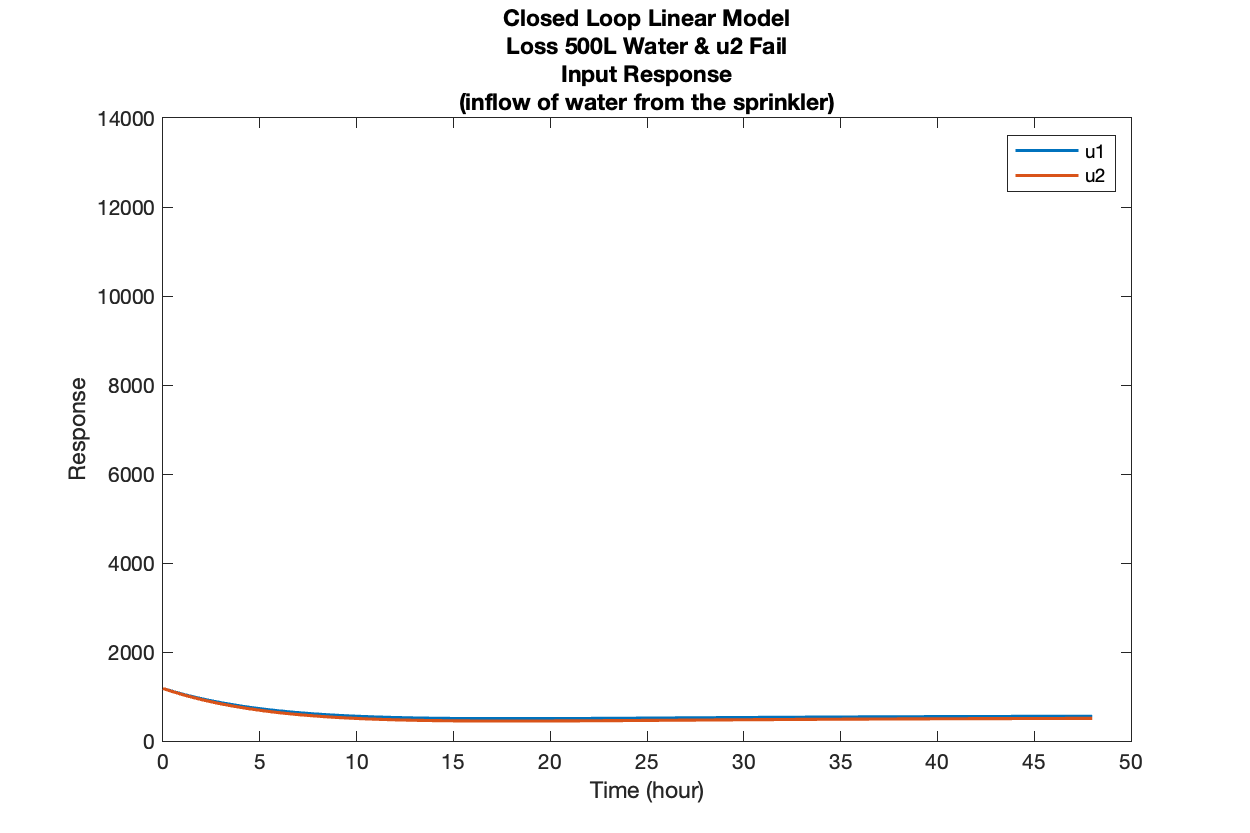 Closed Loop Linear Model
Loss 500L Water & u2 Fail
Input Response
(inflow of water from the sprinkler)
14000
12000
10000
8000
6000
4000
2000
0
Response
u1
u2
0 5 10 15 20 25 30 35 40 45 50
Time (hour)